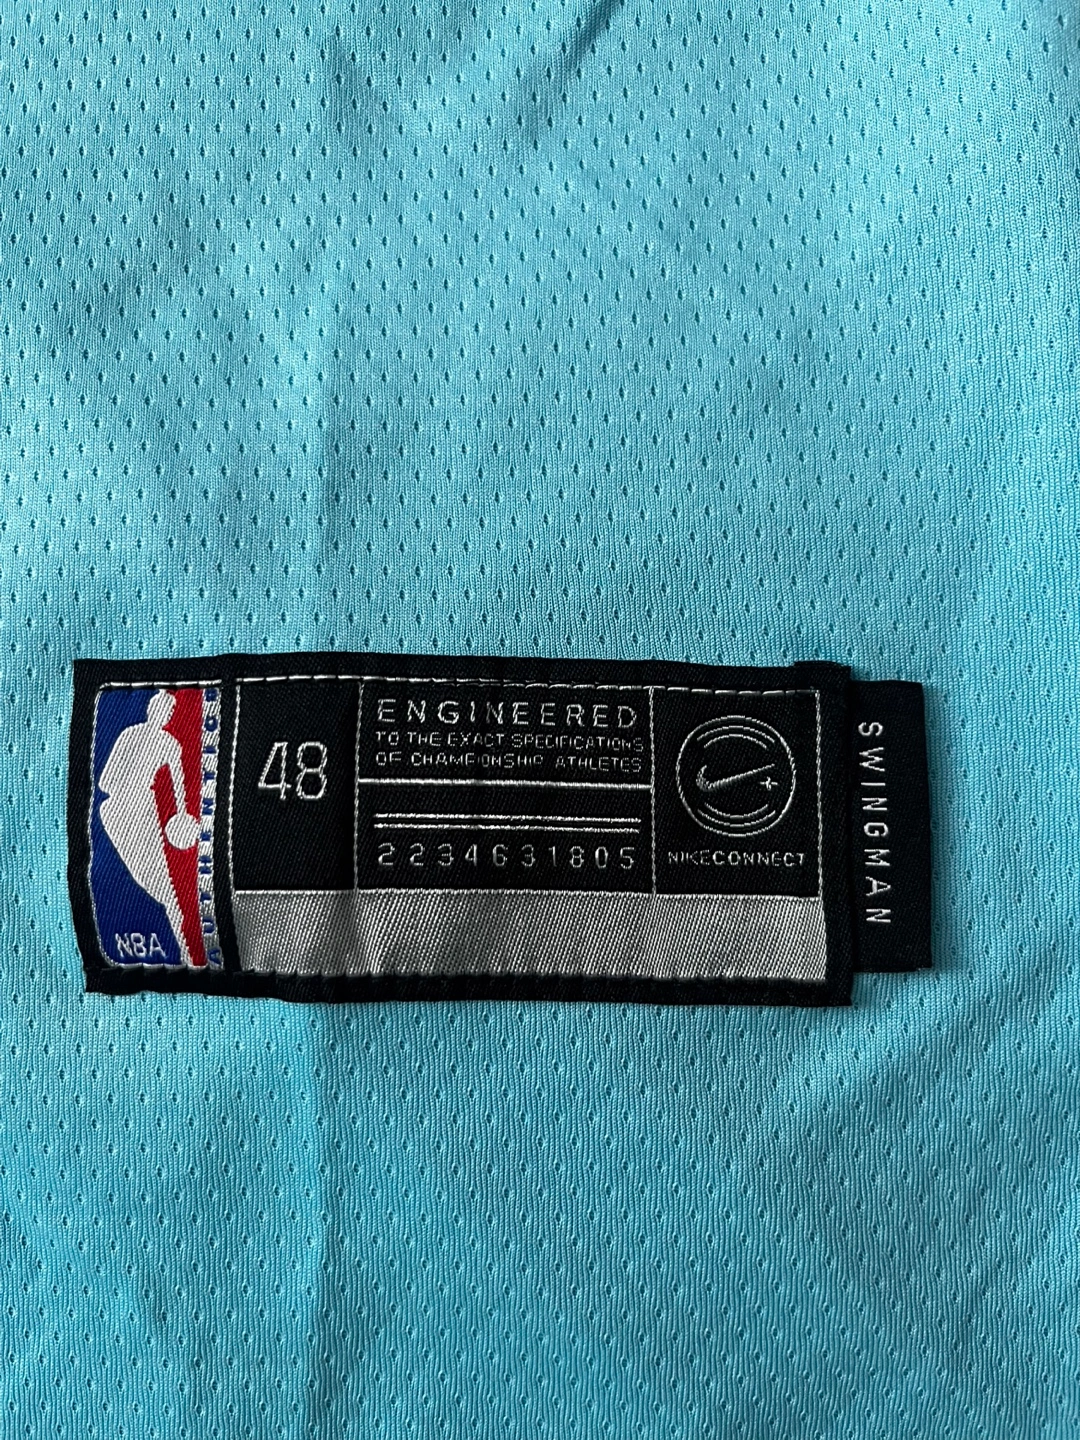 NBA
AUTHENTICS
48
ENGINEERED
TO THE EXACT SPECIFICATIONS
OF CHAMPIONSHIP ATHLETES
2234631805
NIKECONNECT
SWINGMAN